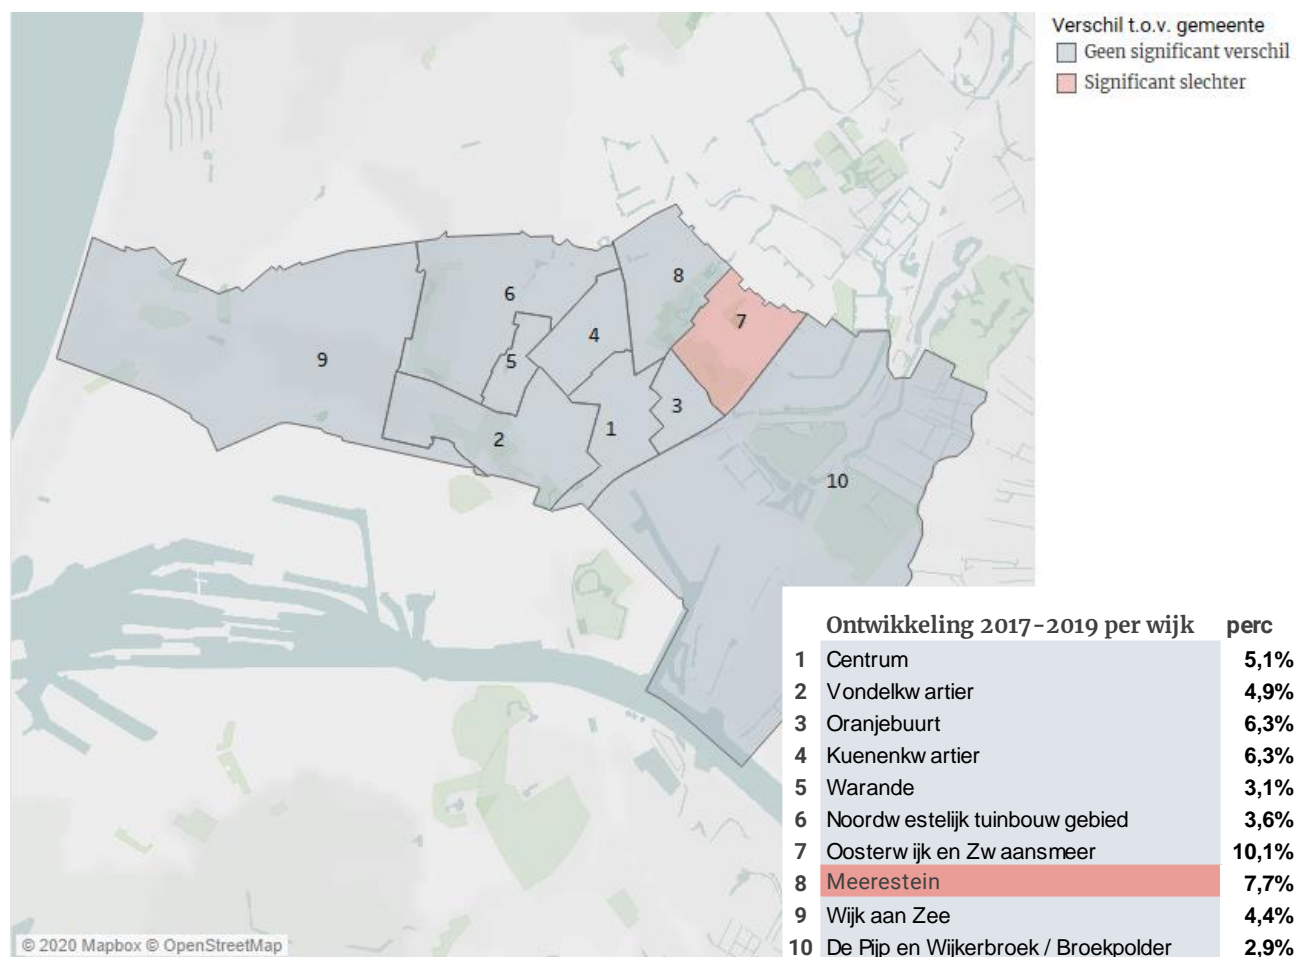 Verschil t.o.v. gemeente
Geen significant verschil
Significant slechter
8
6
7
4
9
5
3
1
2
10
Ontwikkeling 2017-2019 per wijk perc
1 Centrum 5,1%
2 Vondelkw artier 4,9%
3 Oranjebuurt 6,3%
4 Kuenenkw artier 6,3%
5 Warande 3,1%
6 Noordw estelijk tuinbouw gebied 3,6%
7 Oosterw ijk en Zw aansmeer 10,1%
8 Meerestein 7,7%
9 Wijk aan Zee 4,4%
10 De Pijp en Wijkerbroek / Broekpolder 2,9%
© 2020 Mapbox © OpenStreetMap